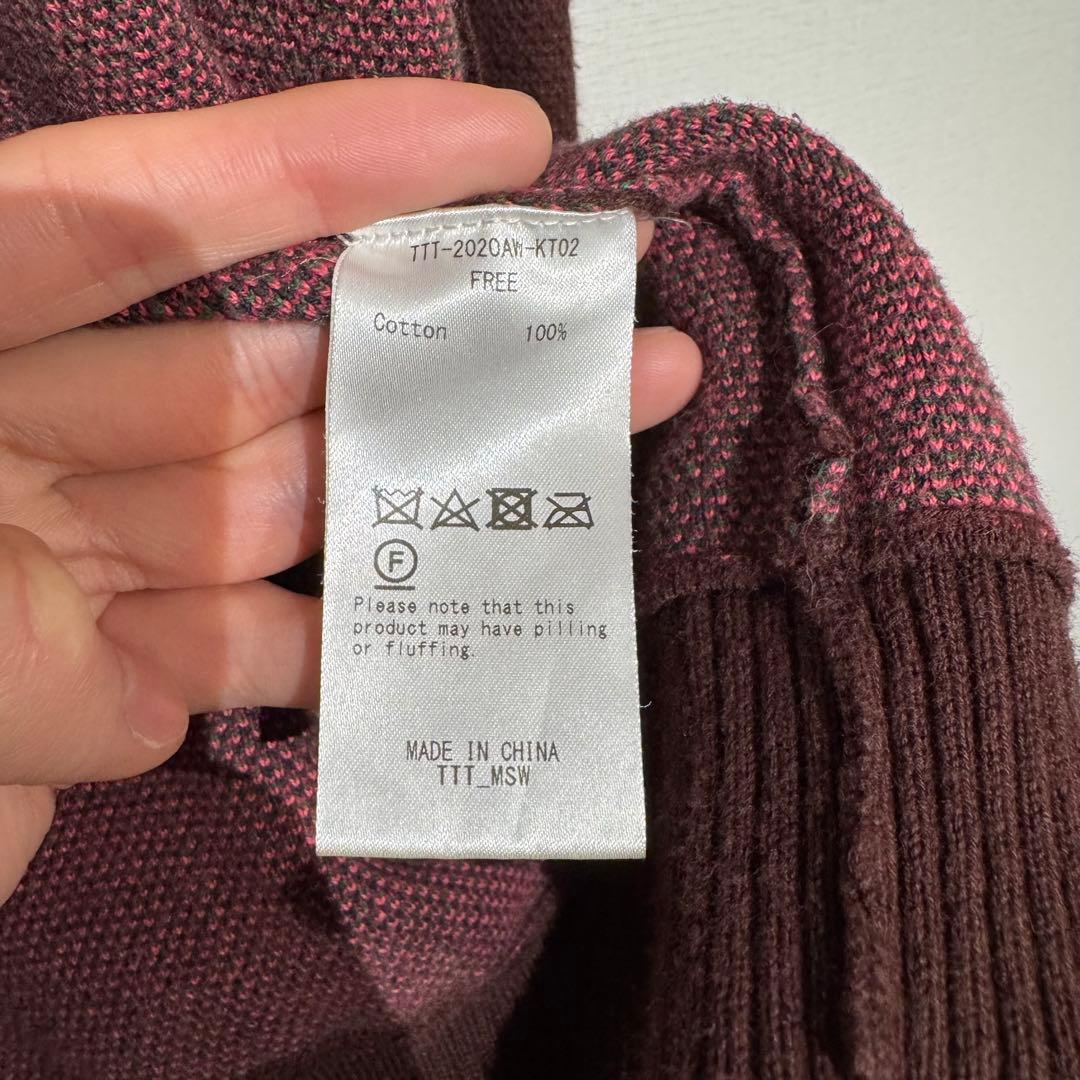 TTT-2020AW-KT02
FREE
Cotton 100%
F
Please note that this
product may have pilling
or fluffing.
MADE IN CHINA
TTT_MSW